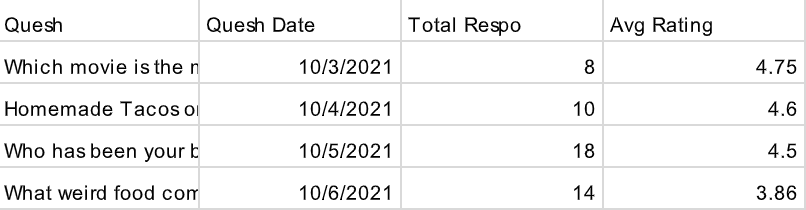 Quesh Quesh Date Total Respo Avg Rating
Which movie is the 10/3/2021 8 4.75
Homemade Tacos 10/4/2021 10 4.6
Who has been your 10/5/2021 18 4.5
What weird food 10/6/2021 14 3.86